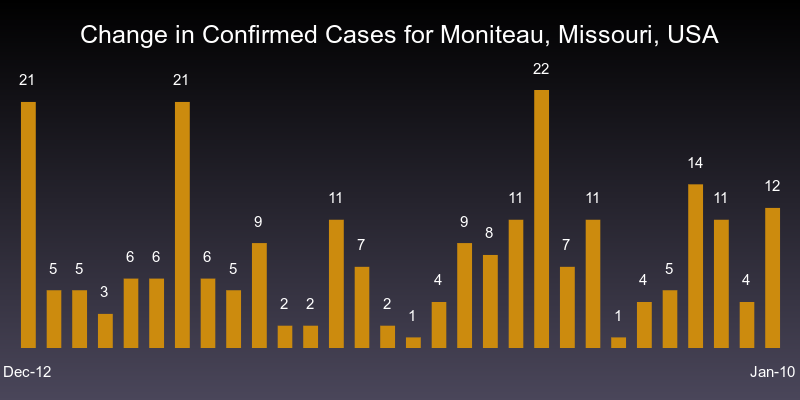 Change in Confirmed Cases for Moniteau, Missouri, USA
21 5 5 3 6 6 21 6 5 9 2 2 11 7 2 1 4 9 8 11 22 7 11 1 4 5 14 11 4 12
Dec-12 Jan-10